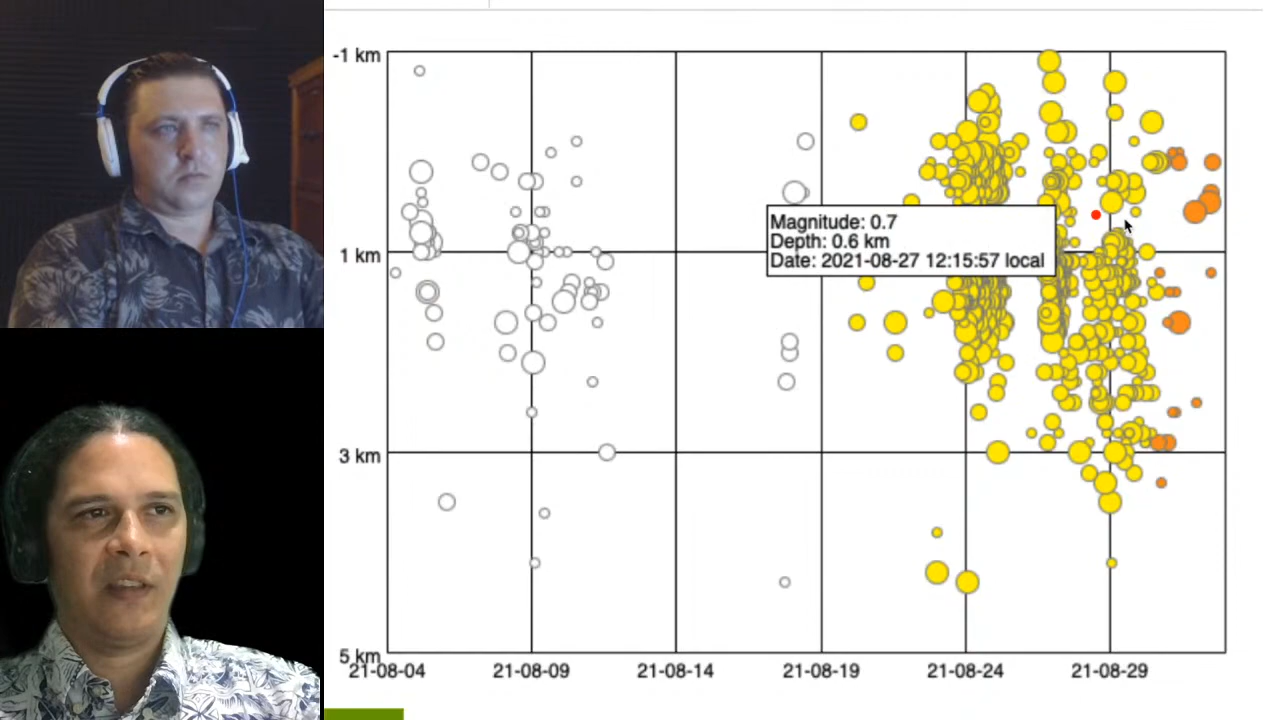 -1 km
Magnitude: 0.7
Depth: 0.6 km
Date: 2021-08-27 12:15:57 local
1 km
3 km
5 km
21-08-04 21-08-09 21-08-14 21-08-19 21-08-24 21-08-29